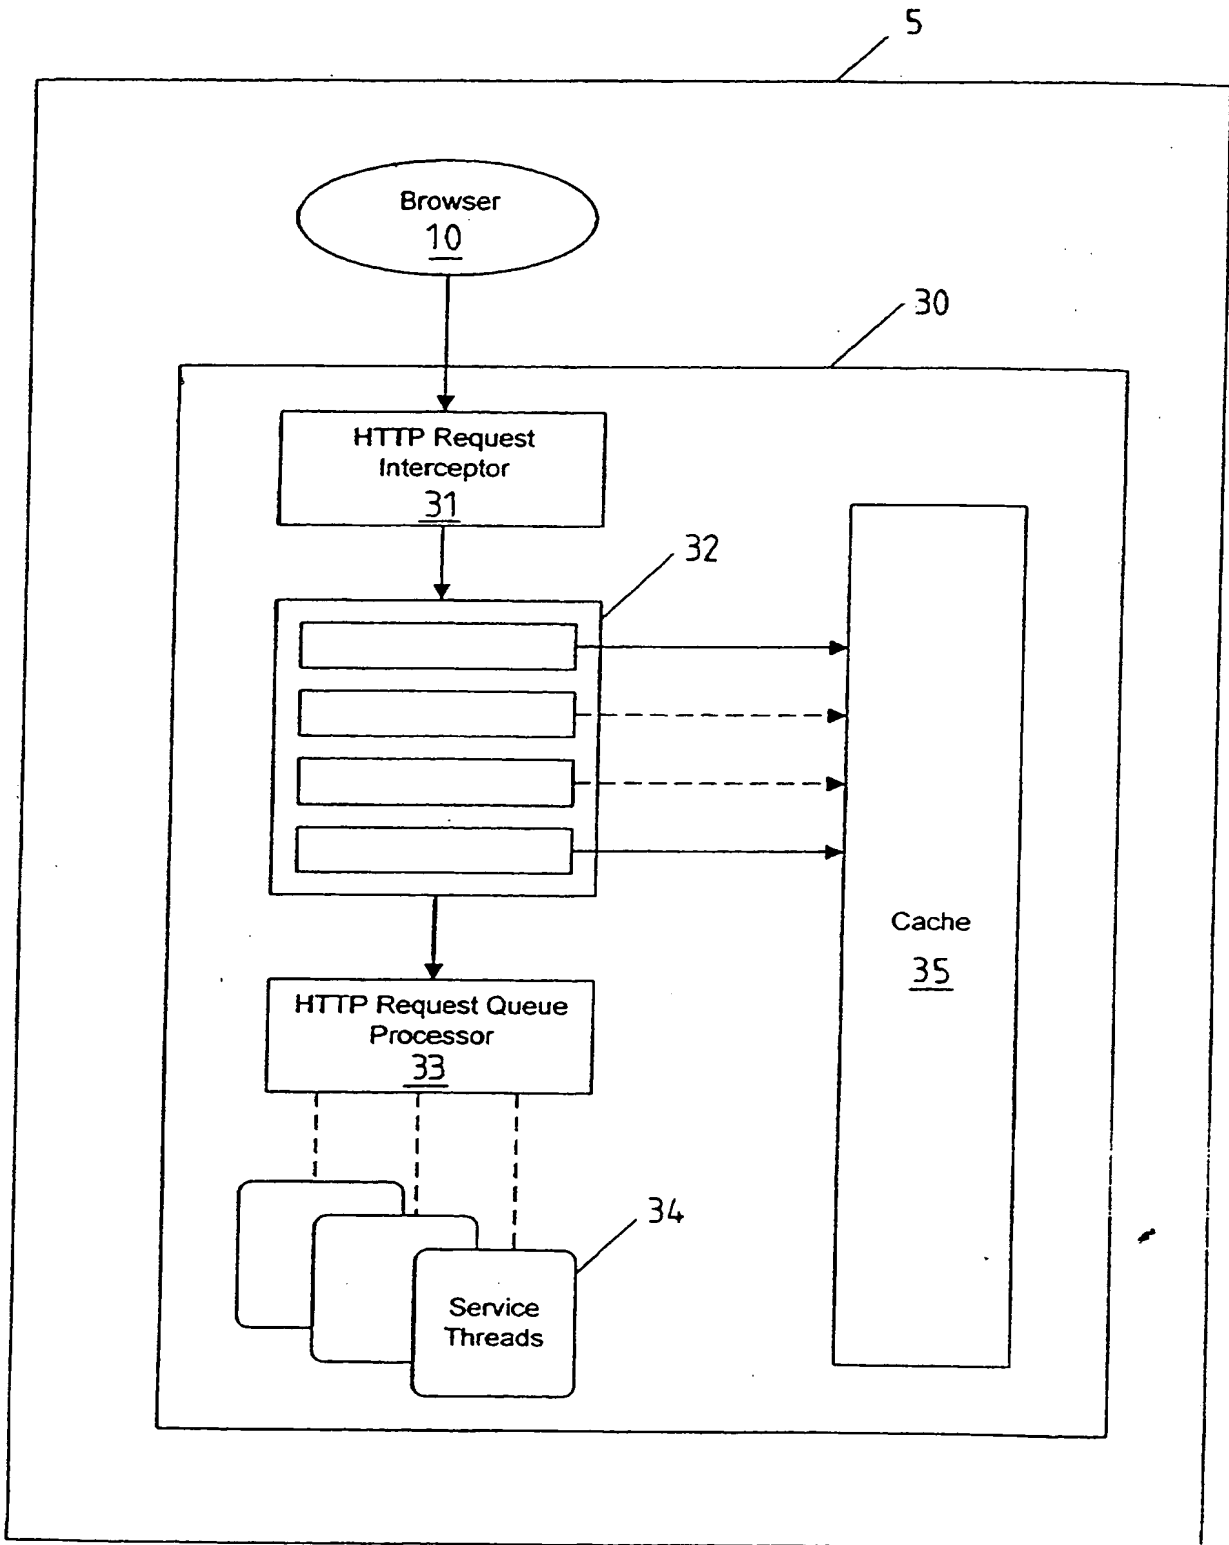 5
Browser
10
30
HTTP Request
Interceptor
31
32
Cache
35
HTTP Request Queue
Processor
33
34
Service
Threads